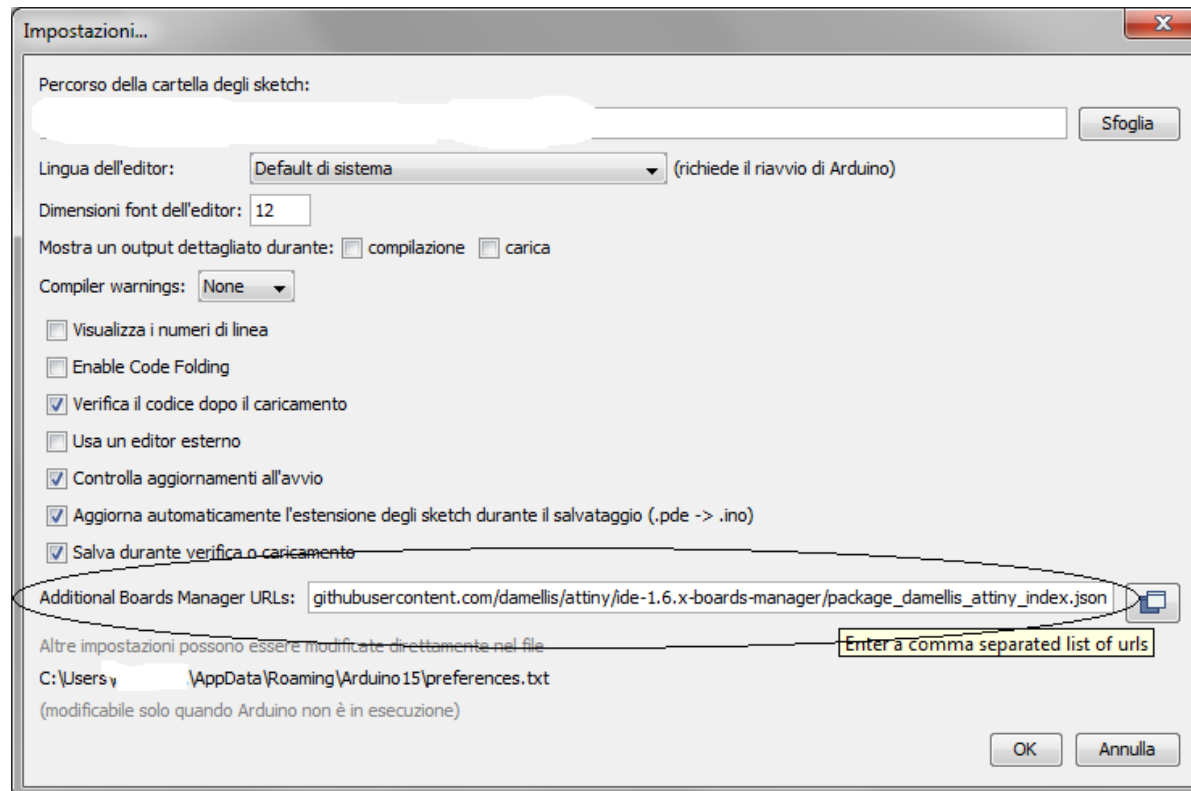 Impostazioni...
Percorso della cartella degli sketch:
Sfoglia
Lingua dell'editor: Default di sistema (richiede il riavvio di Arduino)
Dimensioni font dell'editor: 12
Mostra un output dettagliato durante: compilazione carica
Compiler warnings: None
Visualizza i numeri di linea
Enable Code Folding
Verifica il codice dopo il caricamento
Usa un editor esterno
Controlla aggiornamenti all'avvio
Aggiorna automaticamente l'estensione degli sketch durante il salvataggio (.pde -> .ino)
Salva durante verifica o caricamento
Additional Boards Manager URLs: githubusercontent.com/damellis/attiny/ide-1.6.x-boards-manager/package_damellis_attiny_index.json
Altre impostazioni possono essere modificate direttamente nel file
Enter a comma separated list of urls
C:\Users\ \AppData\Roaming\Arduino15\preferences.txt
(modificabile solo quando Arduino non è in esecuzione)
OK Annulla